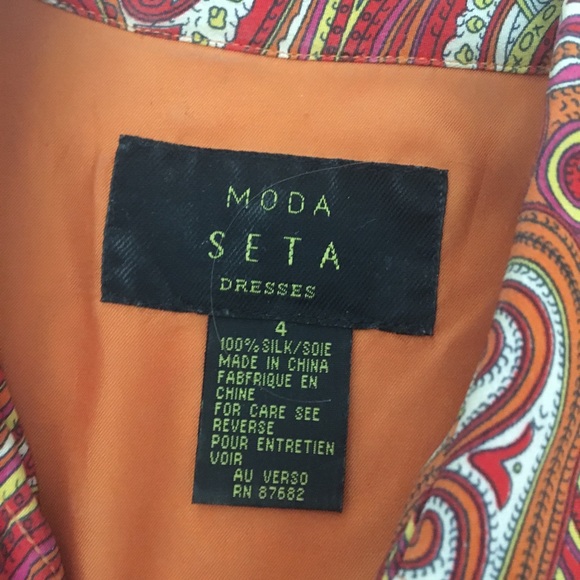 MODA
SETA
DRESSES
4
100% SILK/SOIE
MADE IN CHINA
FABFRIQUE EN
CHINE
FOR CARE SEE
REVERSE
POUR ENTRETIEN
VOIR
AU VERSO
RN 87682